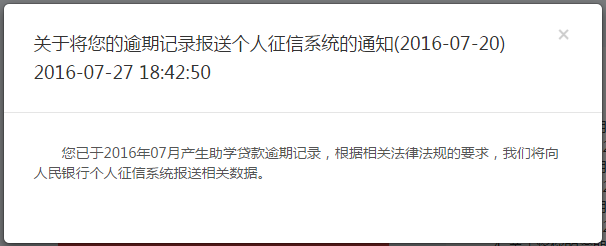 关于将您的逾期记录报送个人征信系统的通知(2016-07-20)
2016-07-27 18:42:50
×
您已于2016年07月产生助学贷款逾期记录，根据相关法律法规的要求，我们将向
人民银行个人征信系统报送相关数据。